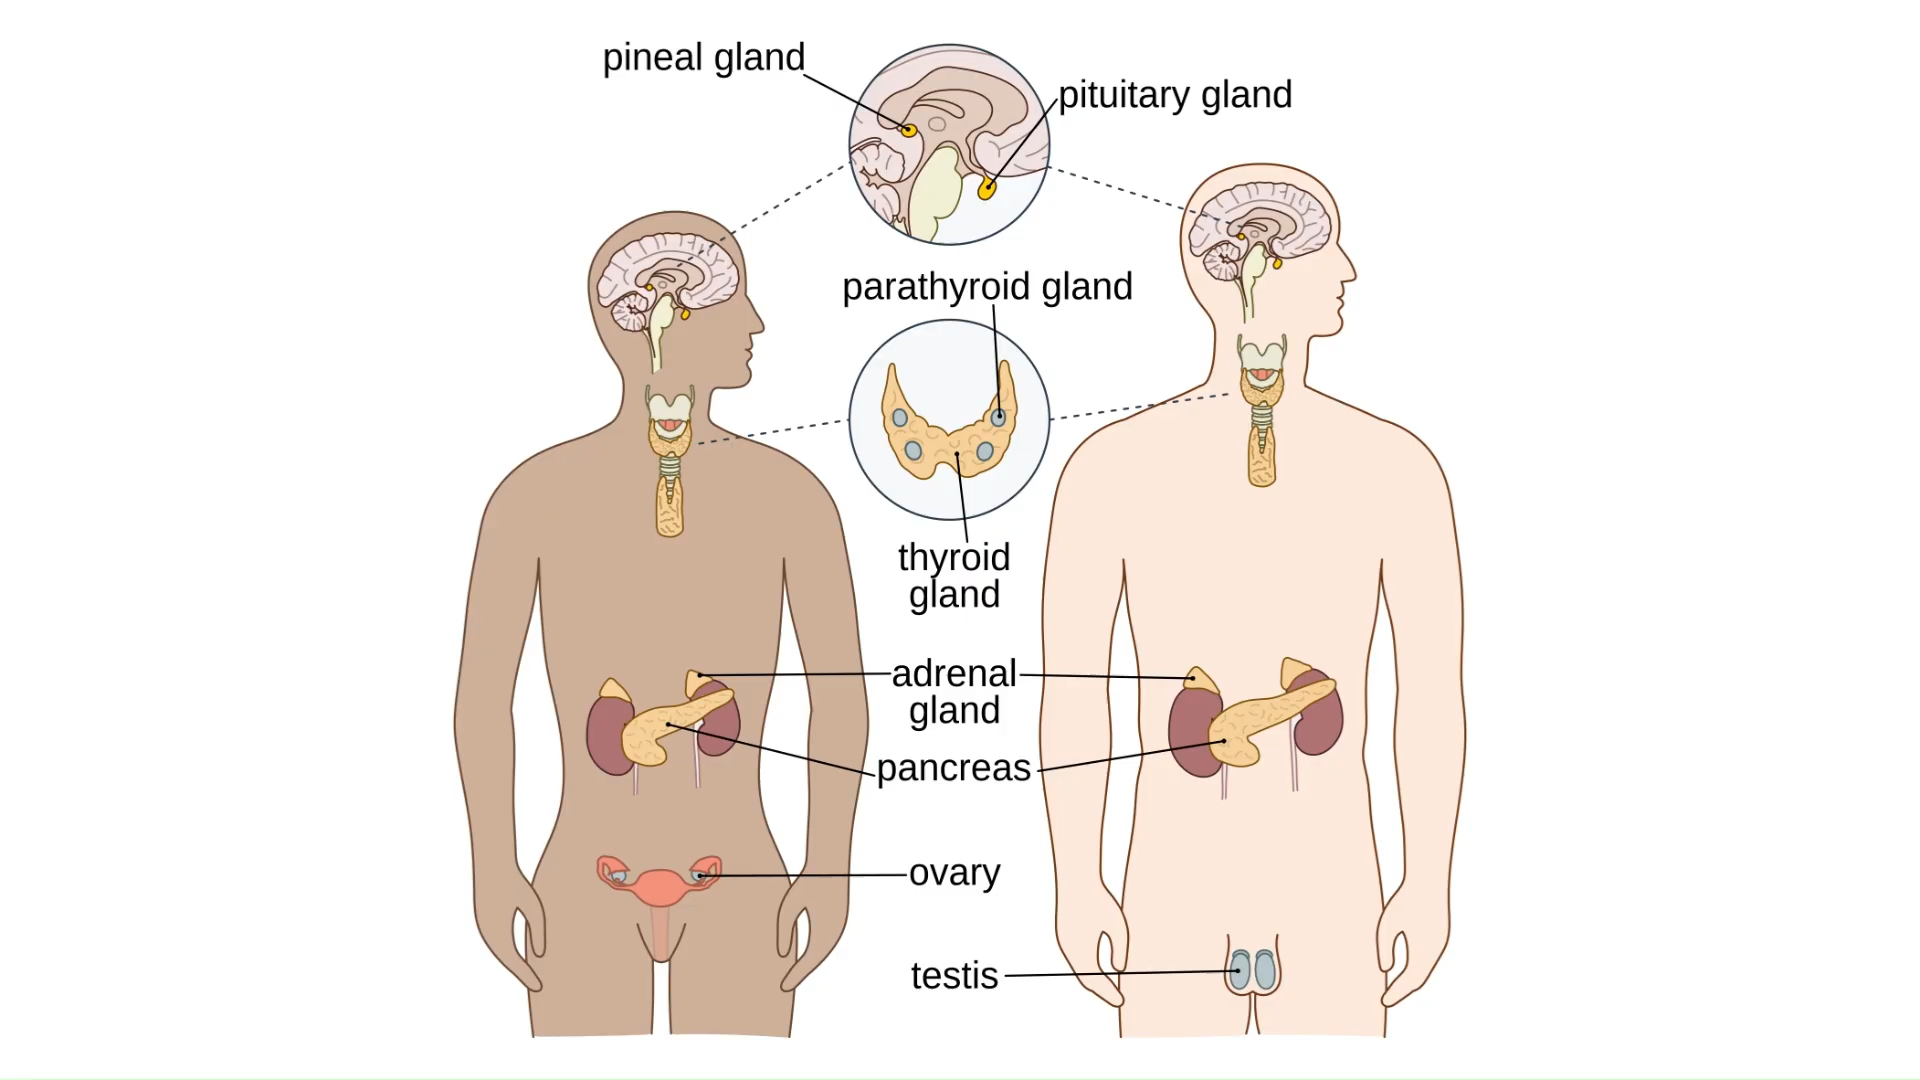 pineal gland
pituitary gland
parathyroid gland
thyroid
gland
adrenal
gland
pancreas
ovary
testis